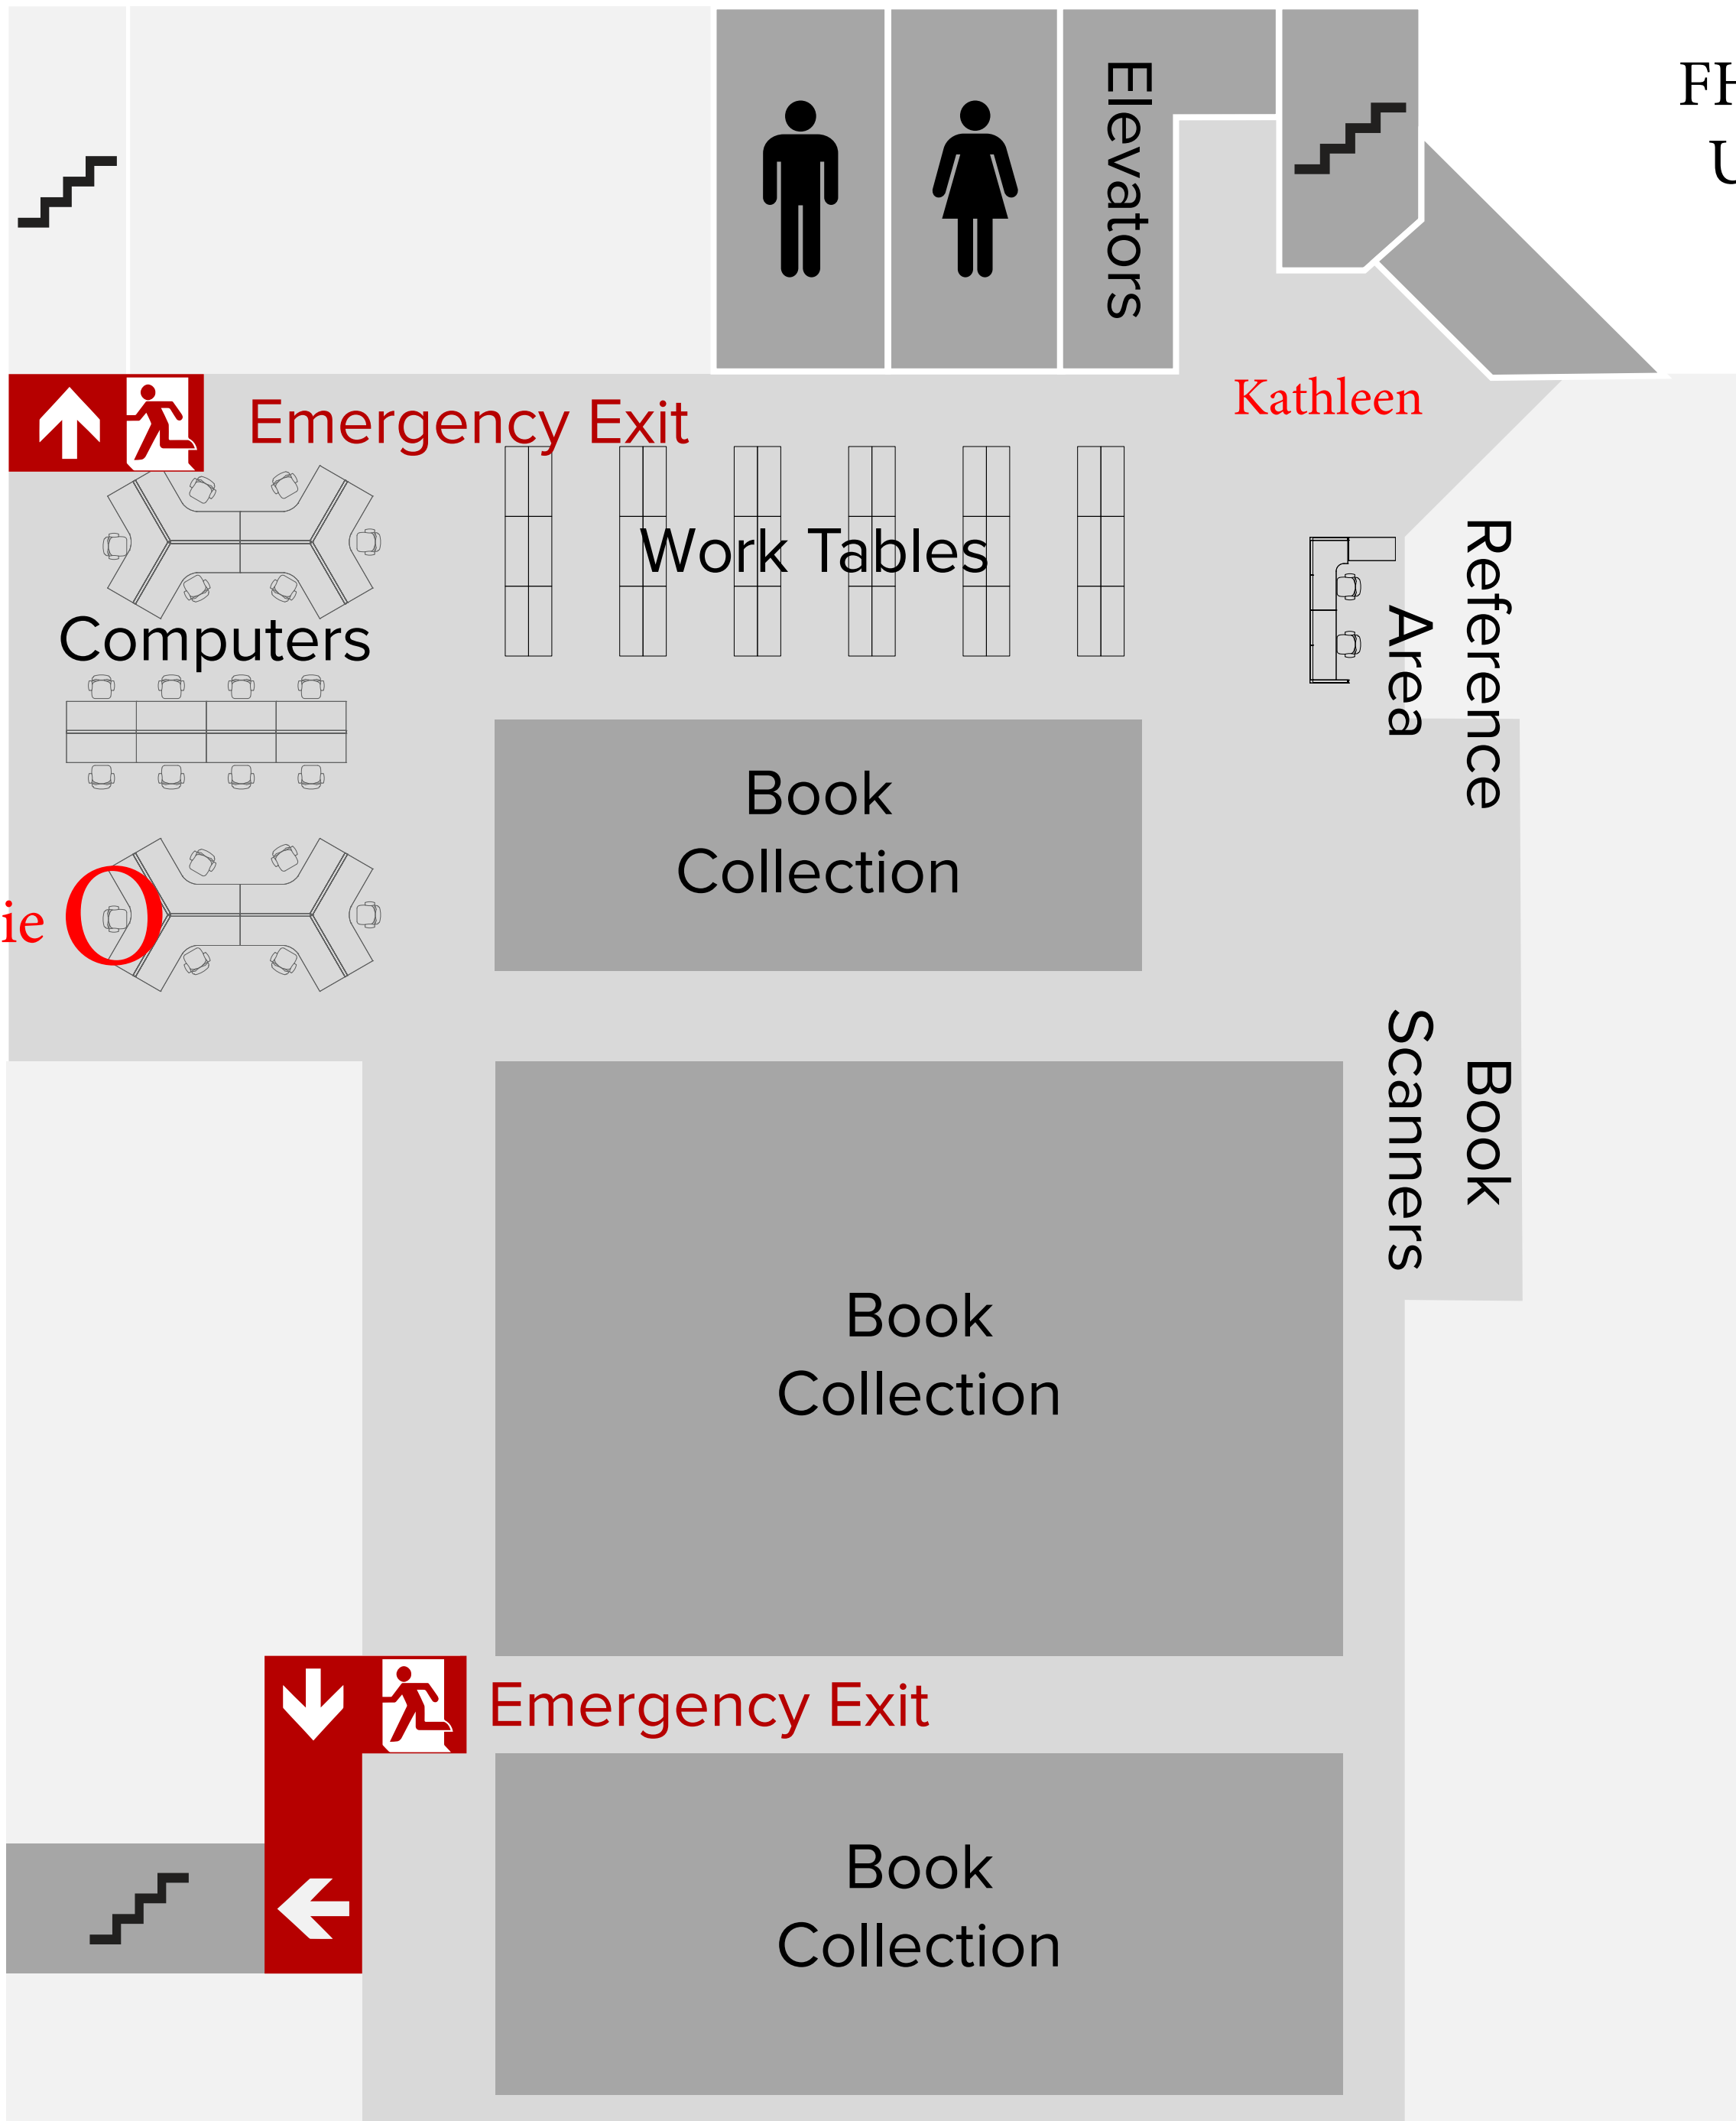 Elevators
Kathleen
Emergency Exit
Work Tables
Reference
Area
Computers
Book
Collection
ie O
Book
Scanners
Book
Collection
Emergency Exit
Book
Collection